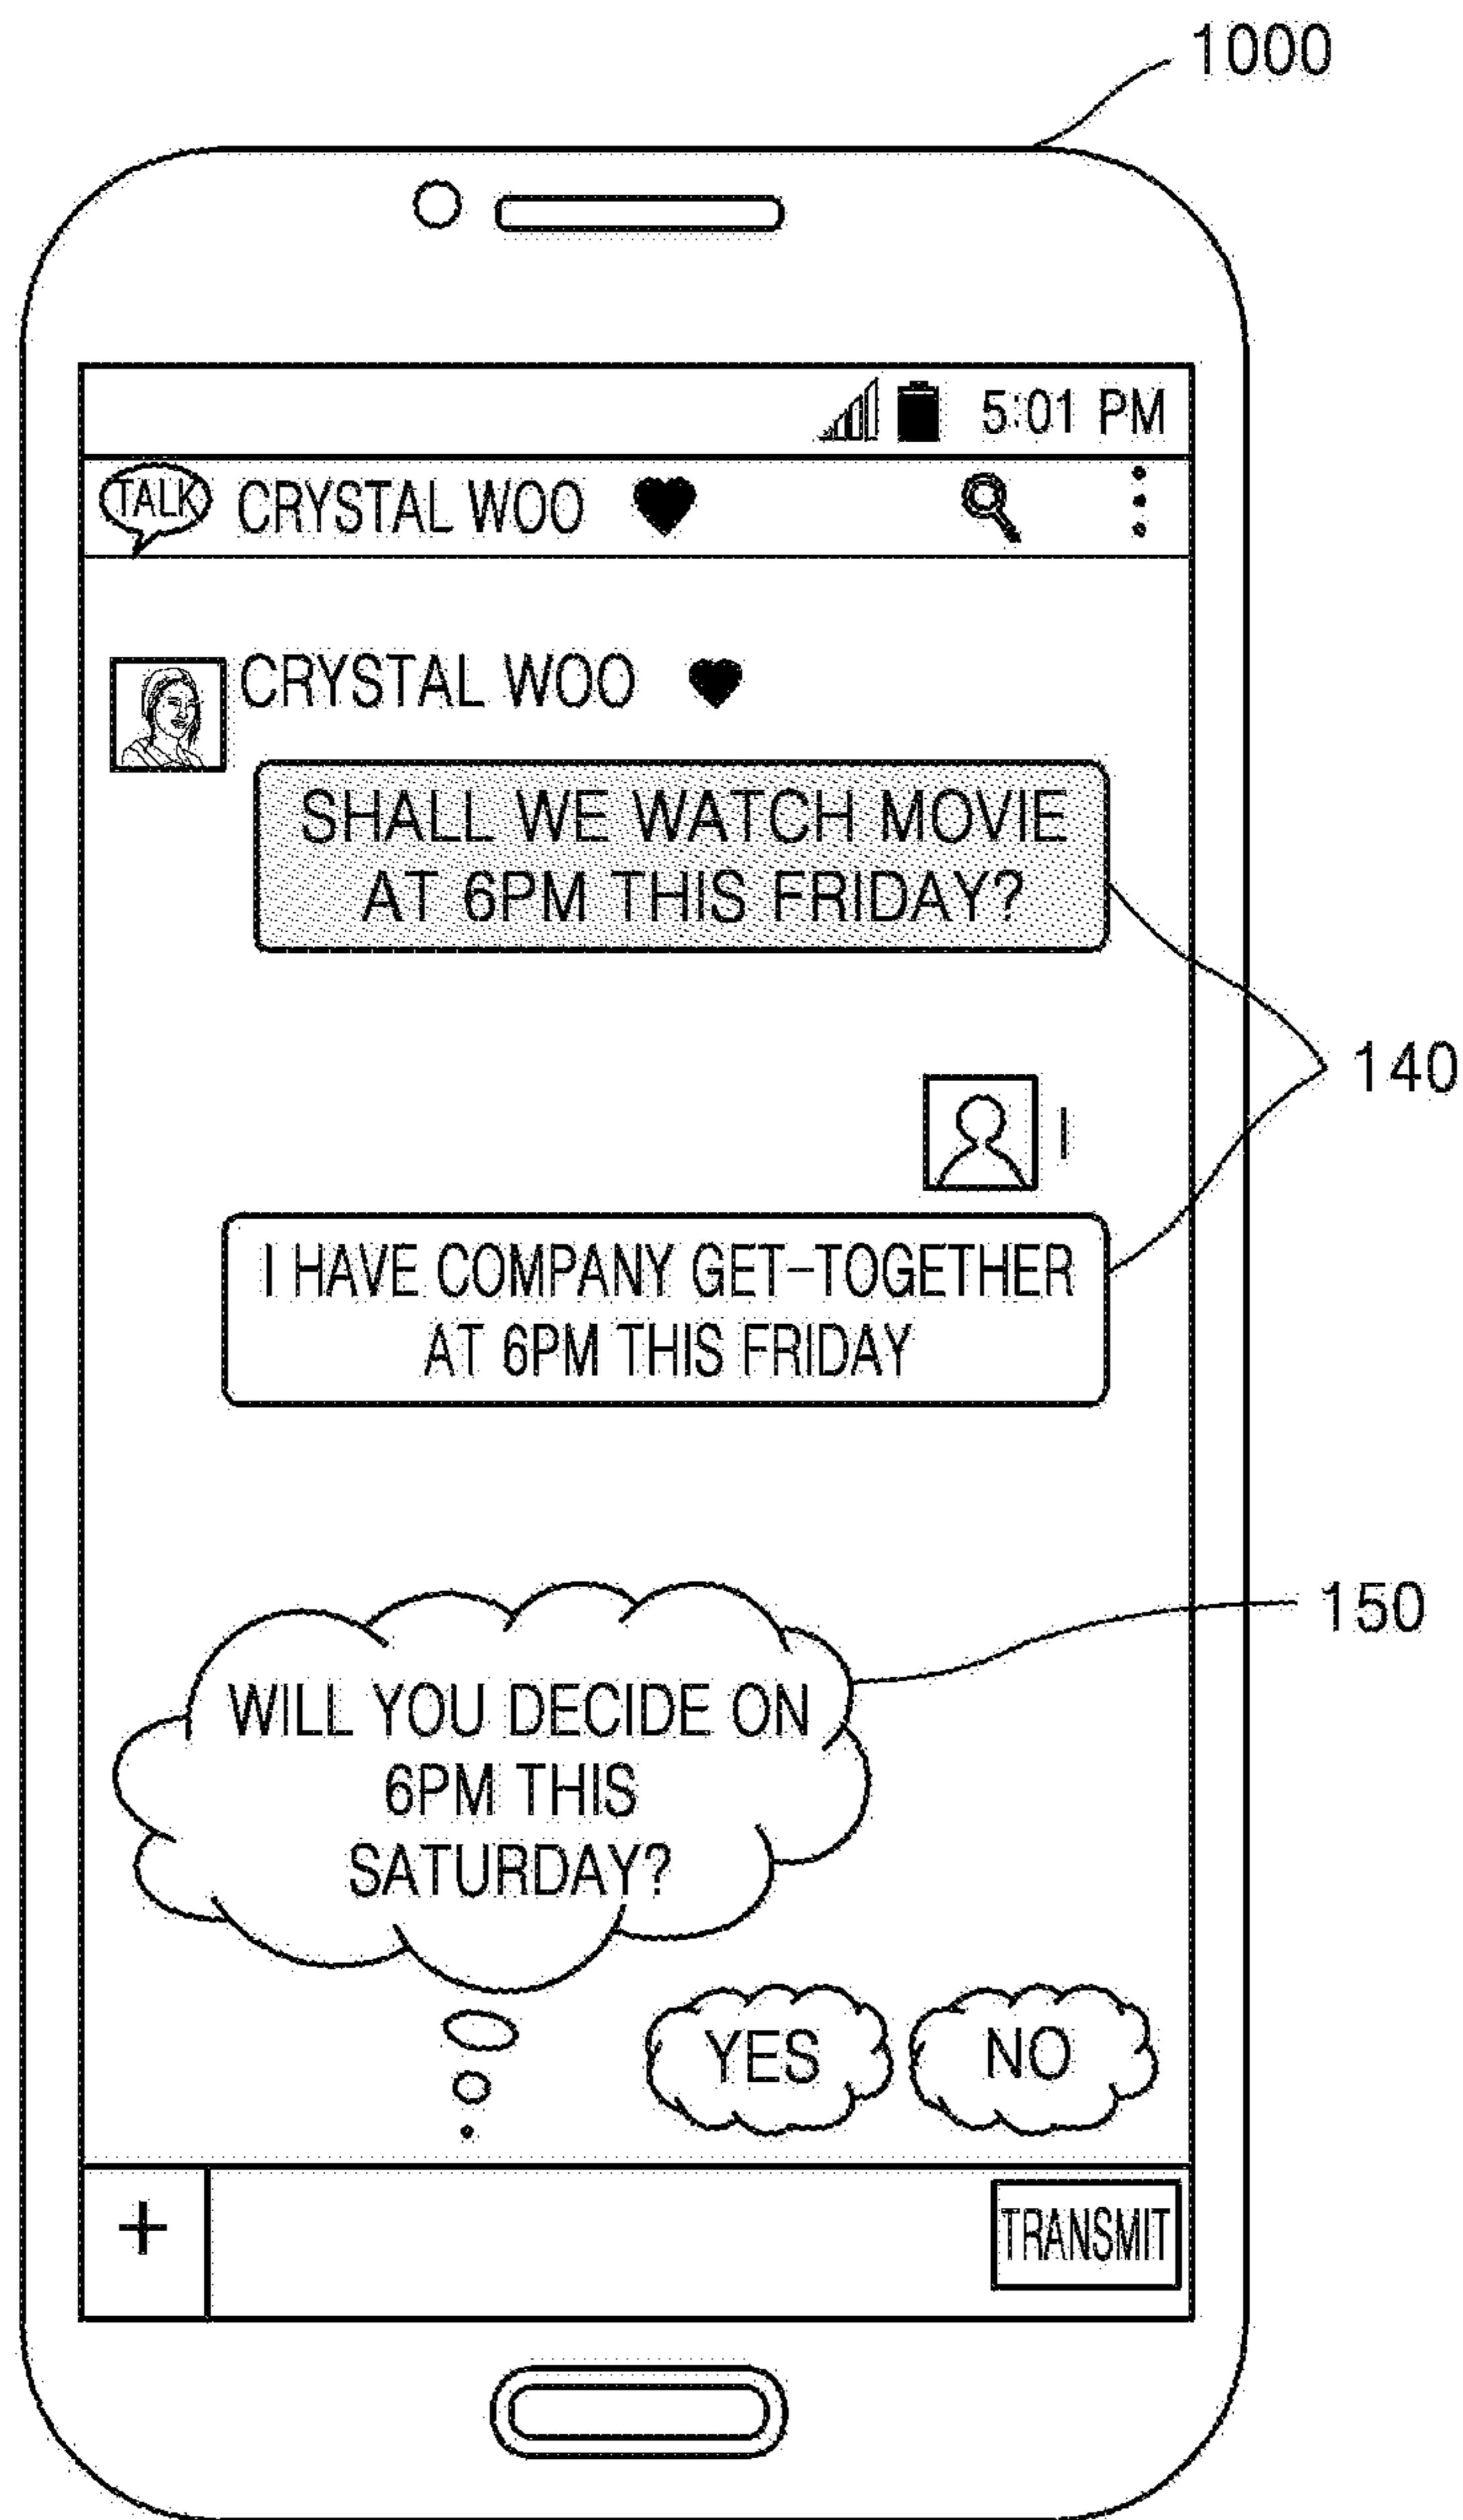 1000
5:01 PM
TALK CRYSTAL WOO
CRYSTAL WOO
SHALL WE WATCH MOVIE
AT 6PM THIS FRIDAY?
140
I
I HAVE COMPANY GET-TOGETHER
AT 6PM THIS FRIDAY
150
WILL YOU DECIDE ON
6PM THIS
SATURDAY?
YES NO
+ TRANSMIT